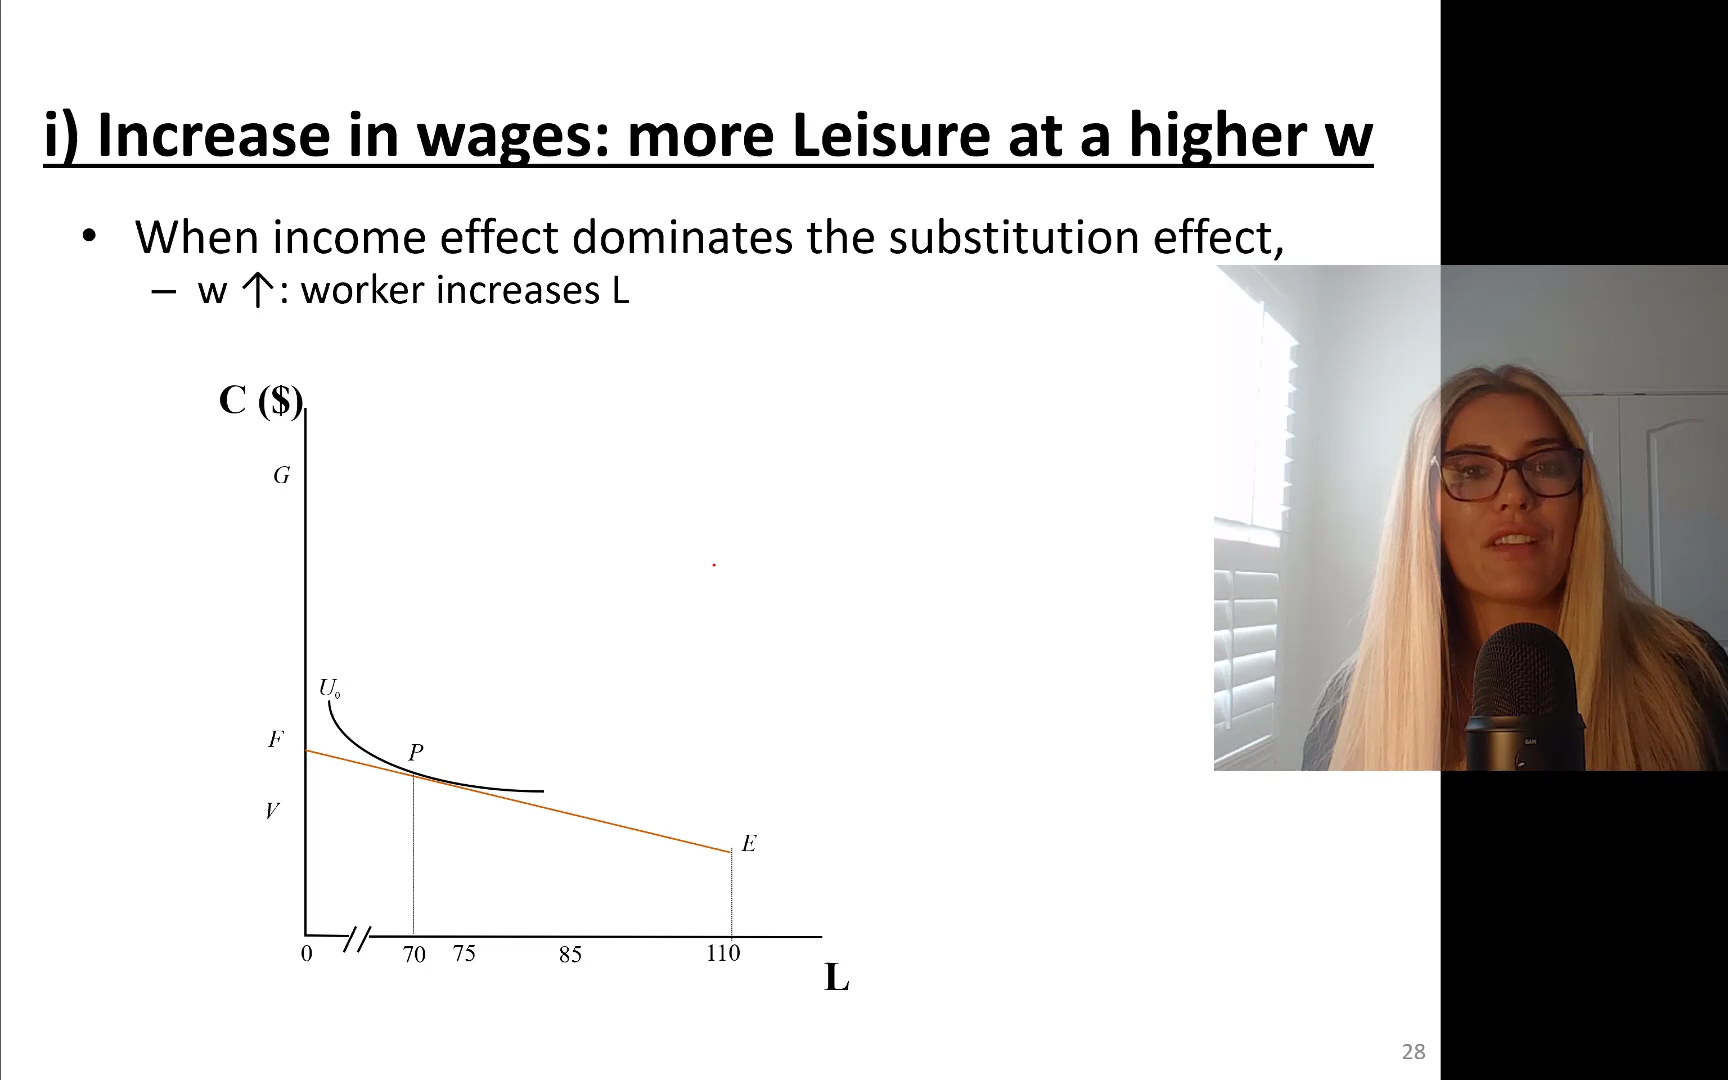 i) Increase in wages: more Leisure at a higher w
• When income effect dominates the substitution effect,
– w ↑: worker increases L
C ($)
G
U₀
F
P
V
E
0 70 75 85 110
L
28